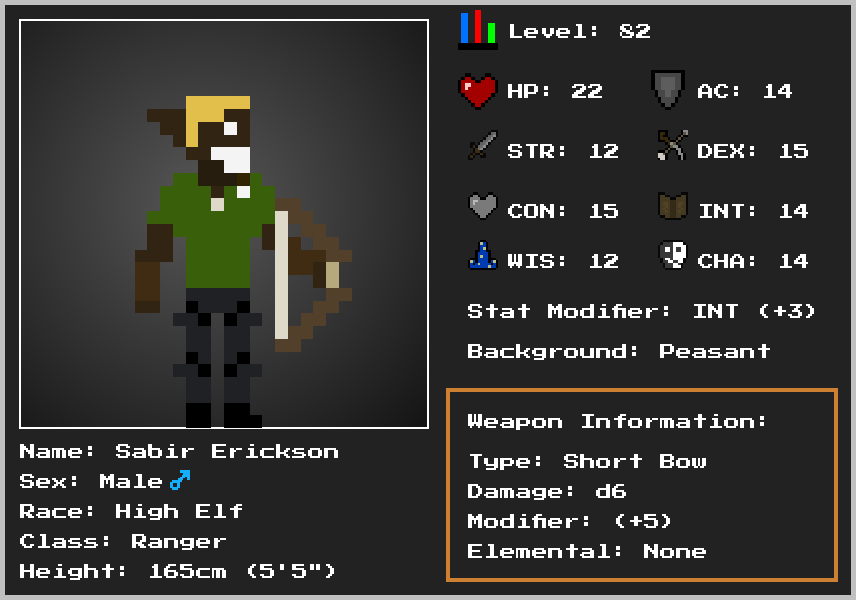 Level: 82
HP: 22
AC: 14
STR: 12
DEX: 15
CON: 15
INT: 14
WIS: 12
CHA: 14
Stat Modifier: INT (+3)
Background: Peasant
Weapon Information:
Type: Short Bow
Damage: d6
Modifier: (+5)
Elemental: None
Name: Sabir Erickson
Sex: Male♂
Race: High Elf
Class: Ranger
Height: 165cm (5'5")